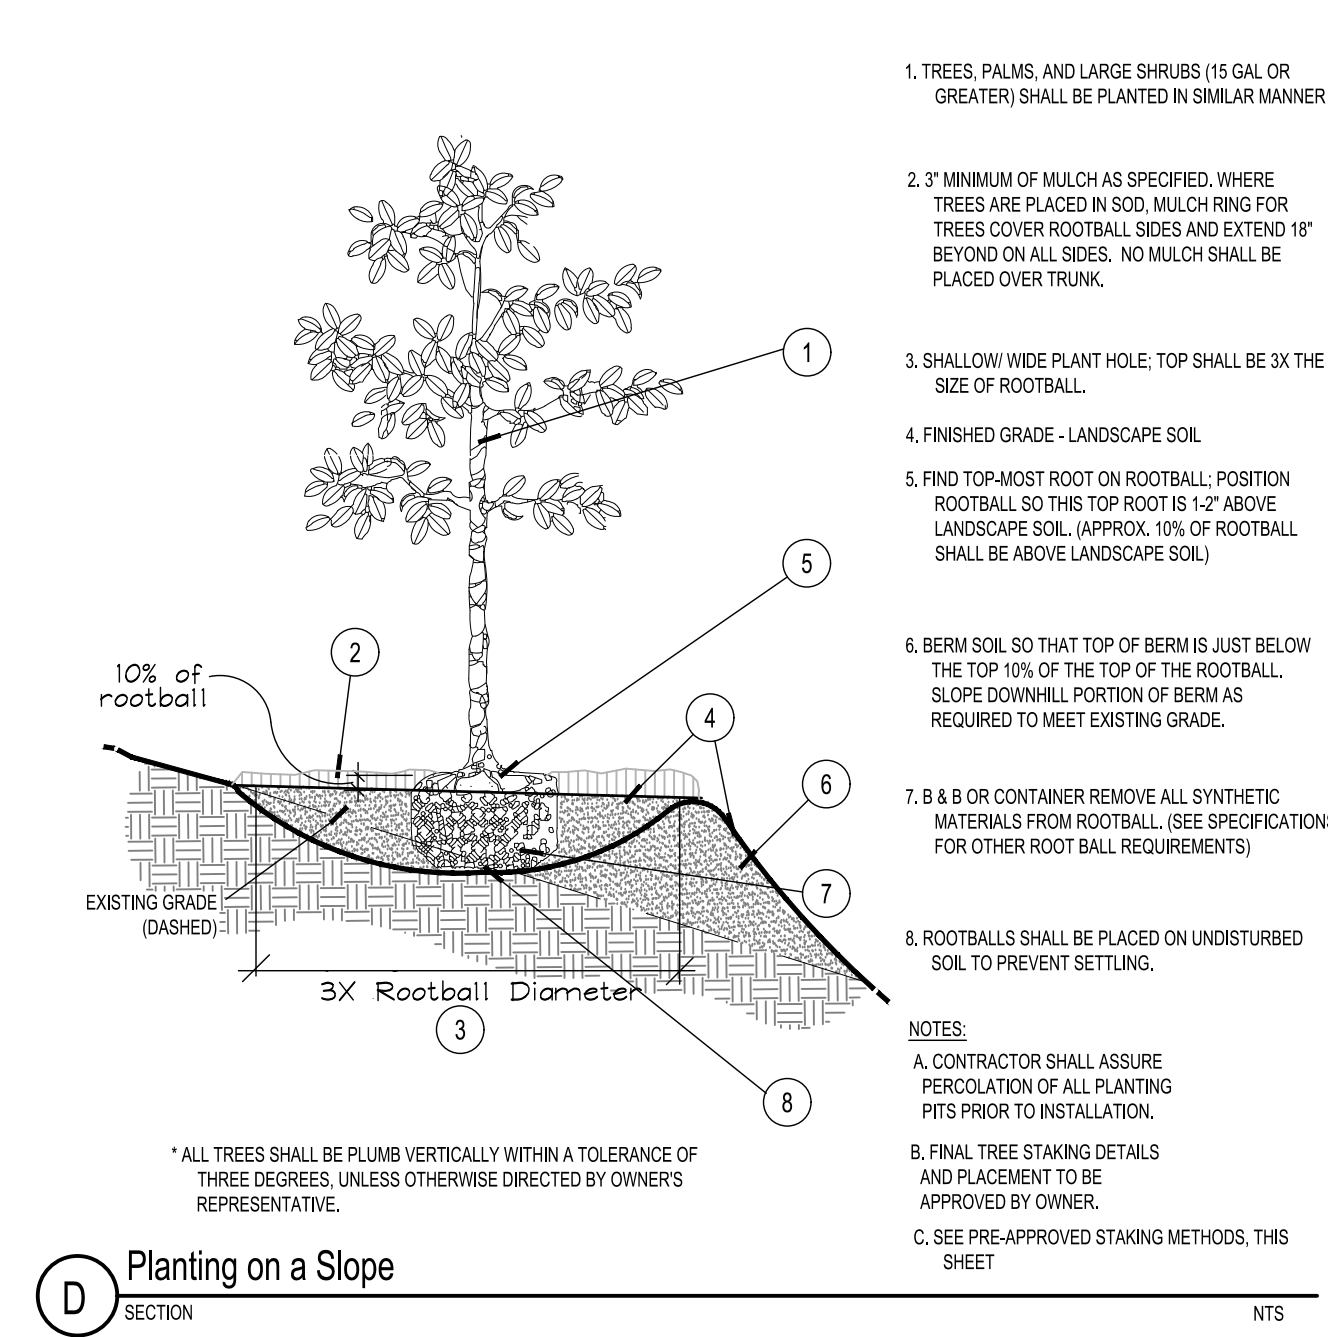 1. TREES, PALMS, AND LARGE SHRUBS (15 GAL OR
GREATER) SHALL BE PLANTED IN SIMILAR MANNER
2. 3" MINIMUM OF MULCH AS SPECIFIED. WHERE
TREES ARE PLACED IN SOD, MULCH RING FOR
TREES COVER ROOTBALL SIDES AND EXTEND 18"
BEYOND ON ALL SIDES. NO MULCH SHALL BE
PLACED OVER TRUNK.
3. SHALLOW/ WIDE PLANT HOLE; TOP SHALL BE 3X THE
SIZE OF ROOTBALL.
4. FINISHED GRADE - LANDSCAPE SOIL
5. FIND TOP-MOST ROOT ON ROOTBALL; POSITION
ROOTBALL SO THIS TOP ROOT IS 1-2" ABOVE
LANDSCAPE SOIL. (APPROX. 10% OF ROOTBALL
SHALL BE ABOVE LANDSCAPE SOIL)
6. BERM SOIL SO THAT TOP OF BERM IS JUST BELOW
THE TOP 10% OF THE TOP OF THE ROOTBALL.
SLOPE DOWNHILL PORTION OF BERM AS
REQUIRED TO MEET EXISTING GRADE.
7. B & B OR CONTAINER REMOVE ALL SYNTHETIC
MATERIALS FROM ROOTBALL. (SEE SPECIFICATIONS
FOR OTHER ROOT BALL REQUIREMENTS)
8. ROOTBALLS SHALL BE PLACED ON UNDISTURBED
SOIL TO PREVENT SETTLING.
NOTES:
A. CONTRACTOR SHALL ASSURE
PERCOLATION OF ALL PLANTING
PITS PRIOR TO INSTALLATION.
B. FINAL TREE STAKING DETAILS
AND PLACEMENT TO BE
APPROVED BY OWNER.
C. SEE PRE-APPROVED STAKING METHODS, THIS
SHEET
1
5
2
10% of
rootball
4
6
7
EXISTING GRADE
(DASHED)
3X Rootball Diameter
3
8
* ALL TREES SHALL BE PLUMB VERTICALLY WITHIN A TOLERANCE OF
THREE DEGREES, UNLESS OTHERWISE DIRECTED BY OWNER'S
REPRESENTATIVE.
D
Planting on a Slope
SECTION
NTS